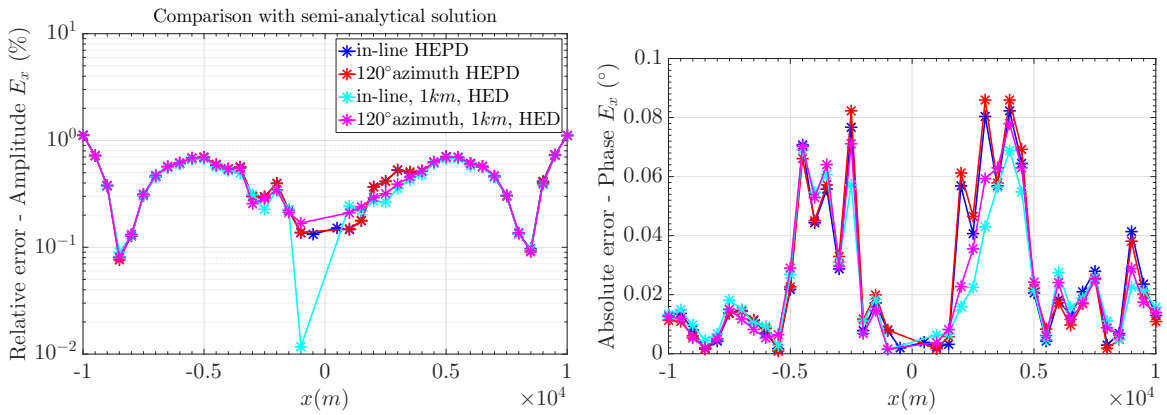 Comparison with semi-analytical solution
Relative error - Amplitude E_x (%)
10^1
10^0
10^-1
10^-2
in-line HEPD
120°azimuth HEPD
in-line, 1km, HED
120°azimuth, 1km, HED
-1 -0.5 0 0.5 1
x(m) ×10^4
Absolute error - Phase E_x (°)
0.1
0.08
0.06
0.04
0.02
0
-1 -0.5 0 0.5 1
x(m) ×10^4